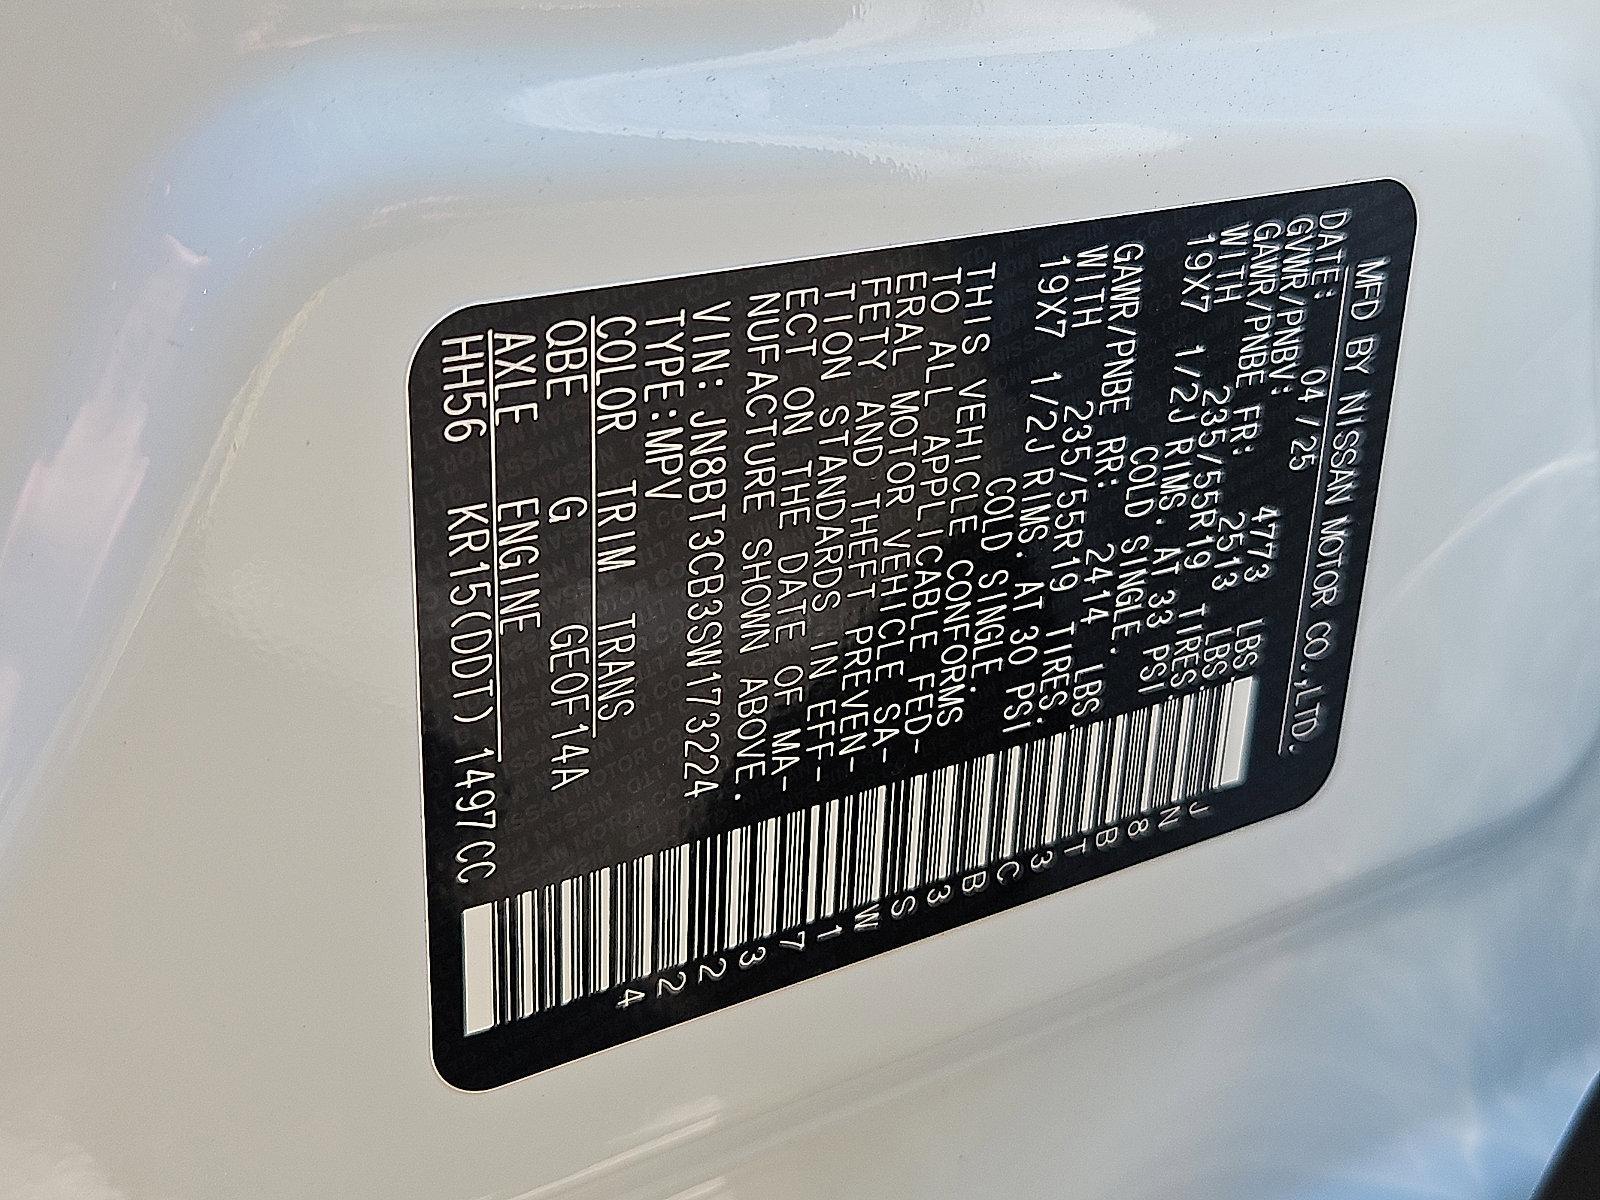 MFD BY NISSAN MOTOR CO.,LTD.
DATE: 04 / 25
GVWR/PNBV: 4773 LBS
GAWR/PNBE FR: 2513 LBS.
WITH 235/55R19 TIRES,
19X7 1/2J RIMS. AT 33 PSI
COLD SINGLE.
GAWR/PNBE RR: 2414 LBS.
WITH 235/55R19 TIRES.
19X7 1/2J RIMS. AT 30 PSI
COLD SINGLE.
THIS VEHICLE CONFORMS
TO ALL APPLICABLE FED-
ERAL MOTOR VEHICLE SA-
FETY AND THEFT PREVEN-
TION STANDARDS IN EFF-
ECT ON THE DATE OF MA-
NUFACTURE SHOWN ABOVE.
VIN: JN8BT3CB3SW173224
TYPE:MPV
COLOR TRIM TRANS
QBE G GEOF14A
AXLE ENGINE
HH56 KR15(DDT) 1497CC
JN8BT3CB3SW173224